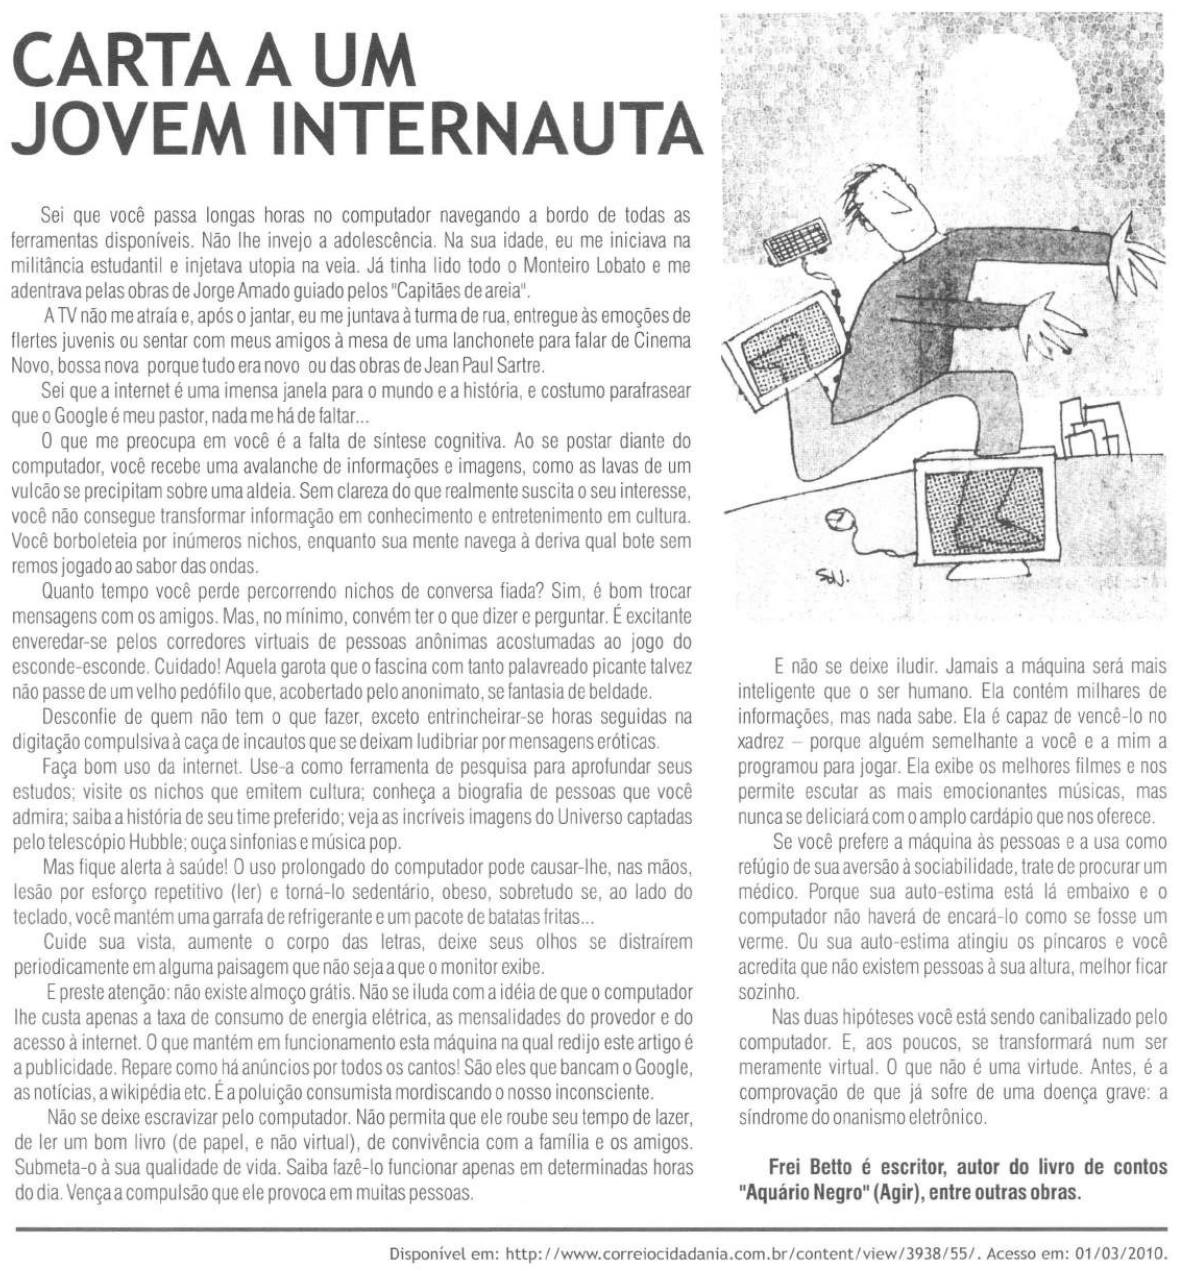 CARTA A UM
JOVEM INTERNAUTA
Sei que você passa longas horas no computador navegando a bordo de todas as
ferramentas disponíveis. Não lhe invejo a adolescência. Na sua idade, eu me iniciava na
militância estudantil e injetava utopia na veia. Já tinha lido todo o Monteiro Lobato e me
adentrava pelas obras de Jorge Amado guiado pelos "Capitães de areia".
A TV não me atraía e, após o jantar, eu me juntava à turma de rua, entregue às emoções de
flertes juvenis ou sentar com meus amigos à mesa de uma lanchonete para falar de Cinema
Novo, bossa nova porque tudo era novo ou das obras de Jean Paul Sartre.
Sei que a internet é uma imensa janela para o mundo e a história, e costumo parafrasear
que o Google é meu pastor, nada me há de faltar...
O que me preocupa em você é a falta de síntese cognitiva. Ao se postar diante do
computador, você recebe uma avalanche de informações e imagens, como as lavas de um
vulcão se precipitam sobre uma aldeia. Sem clareza do que realmente suscita o seu interesse,
você não consegue transformar informação em conhecimento e entretenimento em cultura.
Você borboleteia por inúmeros nichos, enquanto sua mente navega à deriva qual bote sem
remos jogado ao sabor das ondas.
Quanto tempo você perde percorrendo nichos de conversa fiada? Sim, é bom trocar
mensagens com os amigos. Mas, no mínimo, convém ter o que dizer e perguntar. É excitante
enveredar-se pelos corredores virtuais de pessoas anônimas acostumadas ao jogo do
esconde-esconde. Cuidado! Aquela garota que o fascina com tanto palavreado picante talvez
não passe de um velho pedófilo que, acobertado pelo anonimato, se fantasia de beldade.
Desconfie de quem não tem o que fazer, exceto entrincheirar-se horas seguidas na
digitação compulsiva à caça de incautos que se deixam ludibriar por mensagens eróticas.
Faça bom uso da internet. Use-a como ferramenta de pesquisa para aprofundar seus
estudos; visite os nichos que emitem cultura; conheça a biografia de pessoas que você
admira; saiba a história de seu time preferido; veja as incríveis imagens do Universo captadas
pelo telescópio Hubble; ouça sinfonias e música pop.
Mas fique alerta à saúde! O uso prolongado do computador pode causar-lhe, nas mãos,
lesão por esforço repetitivo (ler) e torná-lo sedentário, obeso, sobretudo se, ao lado do
teclado, você mantém uma garrafa de refrigerante e um pacote de batatas fritas...
Cuide sua vista, aumente o corpo das letras, deixe seus olhos se distraírem
periodicamente em alguma paisagem que não seja a que o monitor exibe.
E preste atenção: não existe almoço grátis. Não se iluda com a idéia de que o computador
lhe custa apenas a taxa de consumo de energia elétrica, as mensalidades do provedor e do
acesso à internet. O que mantém em funcionamento esta máquina na qual redijo este artigo é
a publicidade. Repare como há anúncios por todos os cantos! São eles que bancam o Google,
as notícias, a wikipédia etc. É a poluição consumista mordiscando o nosso inconsciente.
Não se deixe escravizar pelo computador. Não permita que ele roube seu tempo de lazer,
de ler um bom livro (de papel, e não virtual), de convivência com a família e os amigos.
Submeta-o à sua qualidade de vida. Saiba fazê-lo funcionar apenas em determinadas horas
do dia. Vença a compulsão que ele provoca em muitas pessoas.
E não se deixe iludir. Jamais a máquina será mais
inteligente que o ser humano. Ela contém milhares de
informações, mas nada sabe. Ela é capaz de vencê-lo no
xadrez – porque alguém semelhante a você e a mim a
programou para jogar. Ela exibe os melhores filmes e nos
permite escutar as mais emocionantes músicas, mas
nunca se deliciará com o amplo cardápio que nos oferece.
Se você prefere a máquina às pessoas e a usa como
refúgio de sua aversão à sociabilidade, trate de procurar um
médico. Porque sua auto-estima está lá embaixo e o
computador não haverá de encará-lo como se fosse um
verme. Ou sua auto-estima atingiu os píncaros e você
acredita que não existem pessoas à sua altura, melhor ficar
sozinho.
Nas duas hipóteses você está sendo canibalizado pelo
computador. E, aos poucos, se transformará num ser
meramente virtual. O que não é uma virtude. Antes, é a
comprovação de que já sofre de uma doença grave: a
síndrome do onanismo eletrônico.
Frei Betto é escritor, autor do livro de contos
"Aquário Negro" (Agir), entre outras obras.
Disponível em: http://www.correiocidadania.com.br/content/view/3938/55/. Acesso em: 01/03/2010.